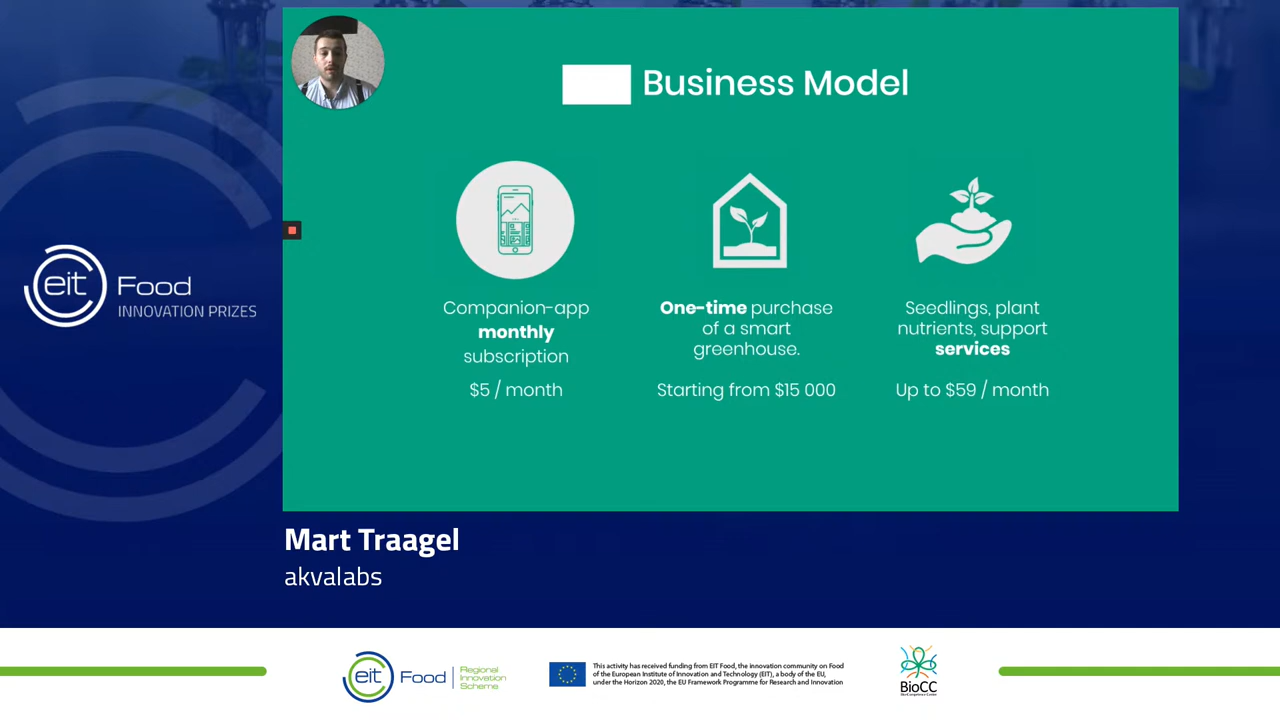 Business Model
Companion-app
monthly
subscription
$5 / month
One-time purchase
of a smart
greenhouse.
Starting from $15 000
Seedlings, plant
nutrients, support
services
Up to $59 / month
eit Food
INNOVATION PRIZES
Mart Traagel
akvalabs
eit Food
Regional
Innovation
Scheme
This activity has received funding from EIT Food, the innovation community on Food
of the European Institute of Innovation and Technology (EIT), a body of the EU,
under the Horizon 2020, the EU Framework Programme for Research and Innovation
BioCC